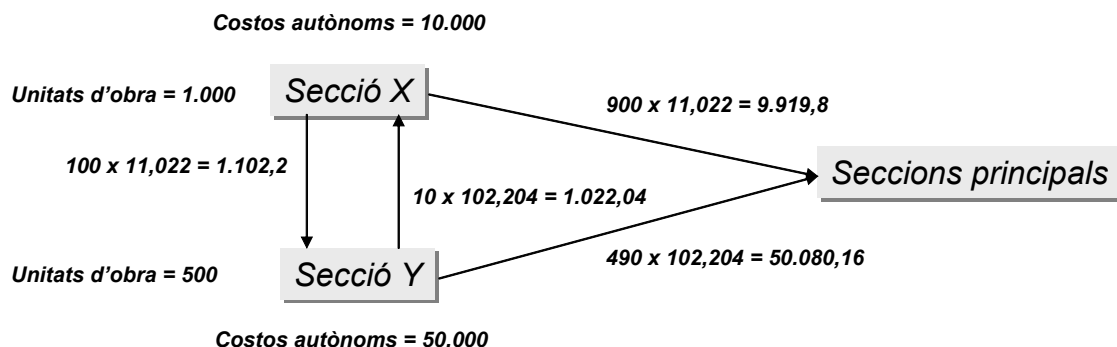 Costos autònoms = 10.000
Unitats d'obra = 1.000
Secció X
900 x 11,022 = 9.919,8
100 x 11,022 = 1.102,2
10 x 102,204 = 1.022,04
Seccions principals
Unitats d'obra = 500
Secció Y
490 x 102,204 = 50.080,16
Costos autònoms = 50.000